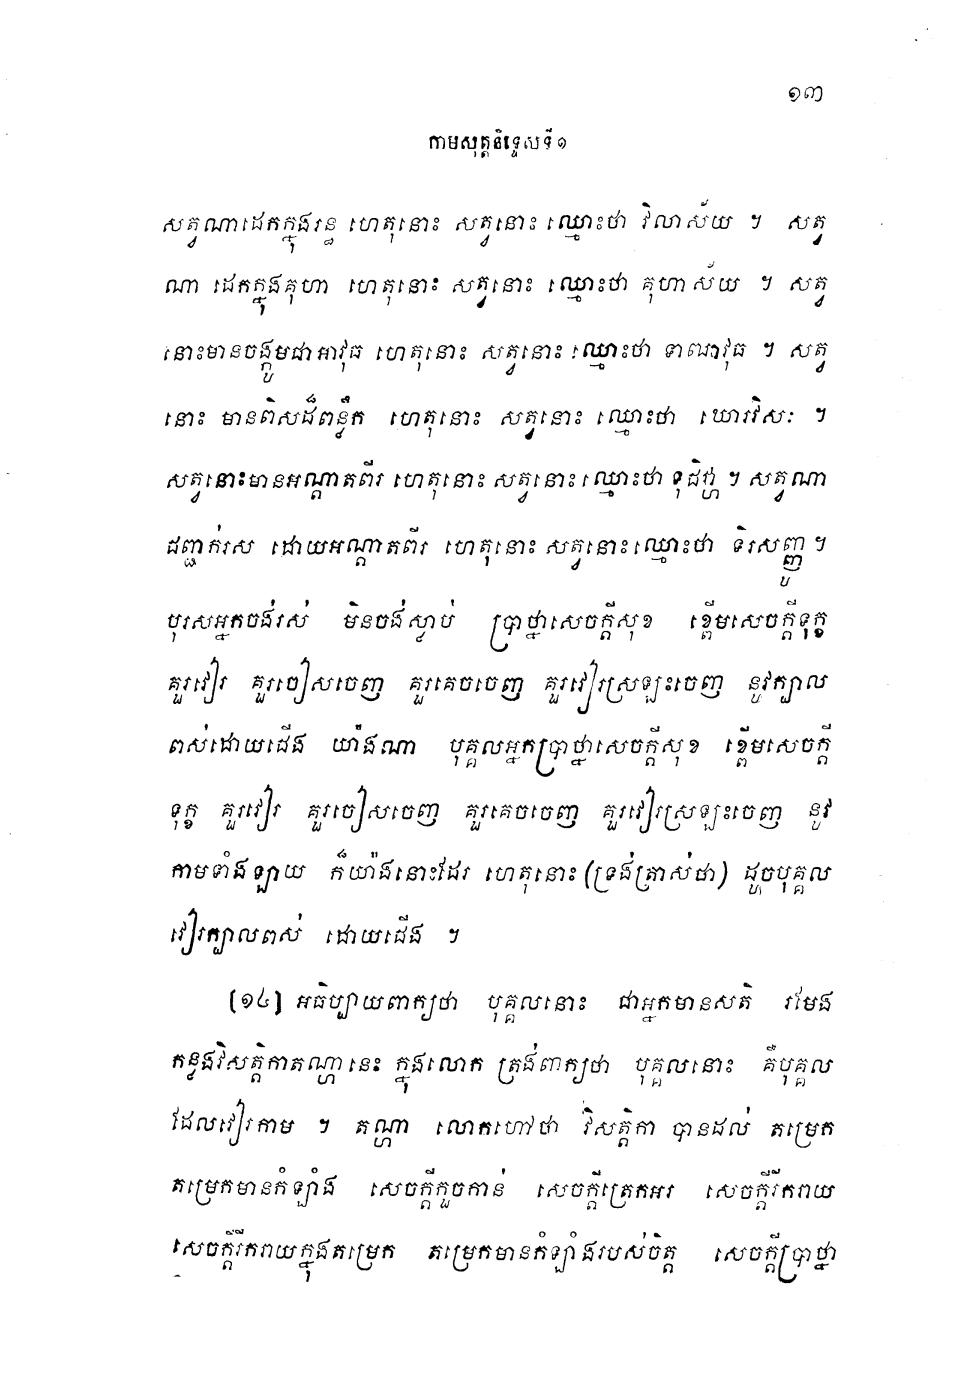 ១៣
កាមសុត្តនិទ្ទេសទី១
សត្វណាដេកក្នុងរន្ធ ហេតុនោះ សត្វនោះ ឈ្មោះថា វិលាស័យ ។ សត្វ
ណា ដេកក្នុងគុហា ហេតុនោះ សត្វនោះ ឈ្មោះថា គុហាស័យ ។ សត្វ
នោះមានចង្កូមជាអាវុធ ហេតុនោះ សត្វនោះ ឈ្មោះថា ទាឍាវុធ ។ សត្វ
នោះ មានពិសដ៏ពន្លឹក ហេតុនោះ សត្វនោះ ឈ្មោះថា ឃោរវិសៈ ។
សត្វនោះមានអណ្តាតពីរ ហេតុនោះ សត្វនោះ ឈ្មោះថា ទុជិវ្ហ ។ សត្វណា
ដញ្ជក់រស ដោយអណ្តាតពីរ ហេតុនោះ សត្វនោះ ឈ្មោះថា ទិរសញ្ញូ ។
បុរសអ្នកចង់រស់ មិនចង់ស្លាប់ ប្រាថ្នាសេចក្តីសុខ ខ្ពើមសេចក្តីទុក្ខ
គួរវៀរ គួរចៀសចេញ គួរគេចចេញ គួរវៀរស្រឡះចេញ នូវក្បាល
ពស់ដោយជើង យ៉ាងណា បុគ្គលអ្នកប្រាថ្នាសេចក្តីសុខ ខ្ពើមសេចក្តី
ទុក្ខ គួរវៀរ គួរចៀសចេញ គួរគេចចេញ គួរវៀរស្រឡះចេញ នូវ
កាមទាំងឡាយ ក៏យ៉ាងនោះដែរ ហេតុនោះ (ទ្រង់ត្រាស់ថា) ដូចបុគ្គល
វៀរក្បាលពស់ ដោយជើង ។
[១៤] អធិប្បាយពាក្យថា បុគ្គលនោះ ជាអ្នកមានសតិ រមែង
កន្លងវិសត្តិកាតណ្ហានេះ ក្នុងលោក ត្រង់ពាក្យថា បុគ្គលនោះ គឺបុគ្គល
ដែលវៀរកាម ។ តណ្ហា លោកហៅថា វិសត្តិកា បានដល់ តម្រេក
តម្រេកមានកំឡាំង សេចក្តីកួចកាន់ សេចក្តីត្រេកអរ សេចក្តីរីករាយ
សេចក្តីរីករាយក្នុងតម្រេក តម្រេកមានកំឡាំងរបស់ចិត្ត សេចក្តីប្រាថ្នា